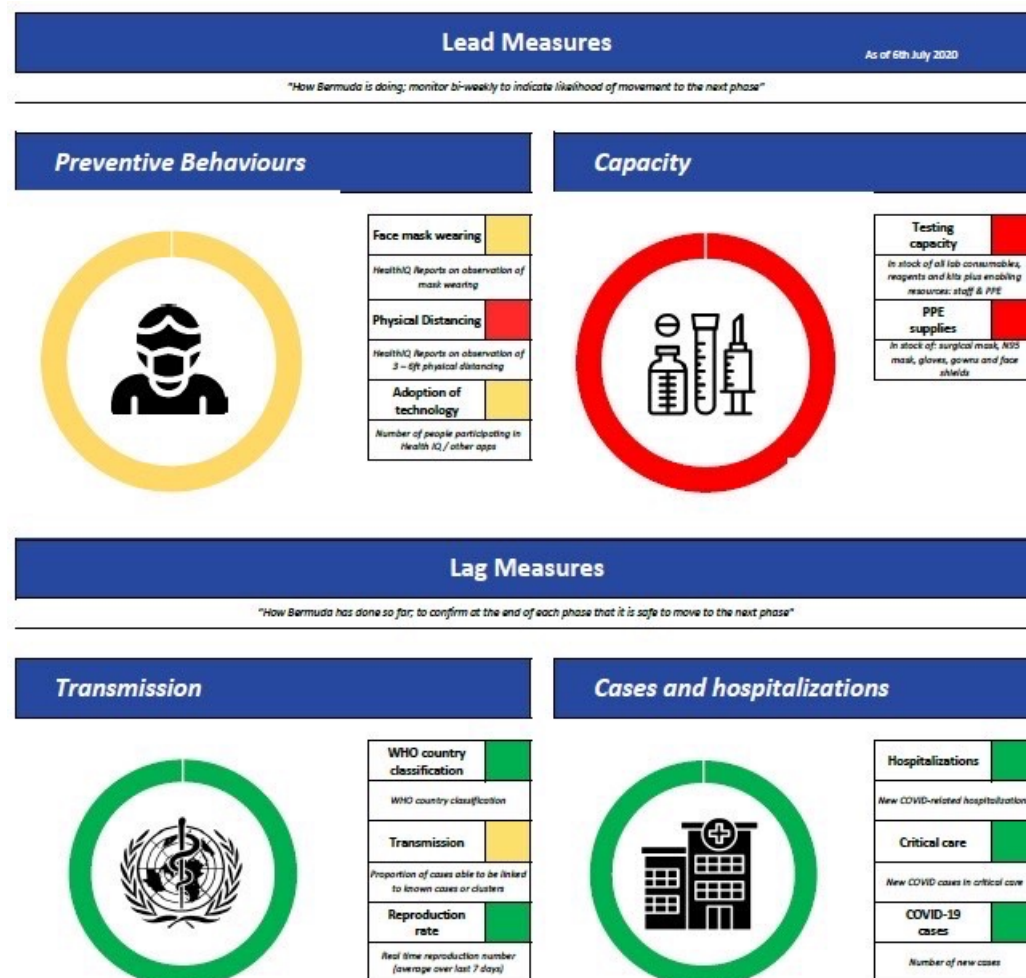 Lead Measures
As of 6th July 2020
"How Bermuda is doing; monitor bi-weekly to indicate likelihood of movement to the next phase"
Preventive Behaviours
Face mask wearing
HealthIQ Reports on observation of
mask wearing
Physical Distancing
HealthIQ Reports on observation of
3 – 6ft physical distancing
Adoption of
technology
Number of people participating in
Health IQ / other apps
Capacity
Testing
capacity
In stock of all lab consumables,
reagents and kits plus enabling
resources: staff & PPE
PPE
supplies
In stock of: surgical mask, N95
mask, gloves, gowns and face
shields
Lag Measures
"How Bermuda has done so far; to confirm at the end of each phase that it is safe to move to the next phase"
Transmission
WHO country
classification
WHO country classification
Transmission
Proportion of cases able to be linked
to known cases or clusters
Reproduction
rate
Real time reproduction number
(average over last 7 days)
Cases and hospitalizations
Hospitalizations
New COVID-related hospitalization
Critical care
New COVID cases in critical care
COVID-19
cases
Number of new cases